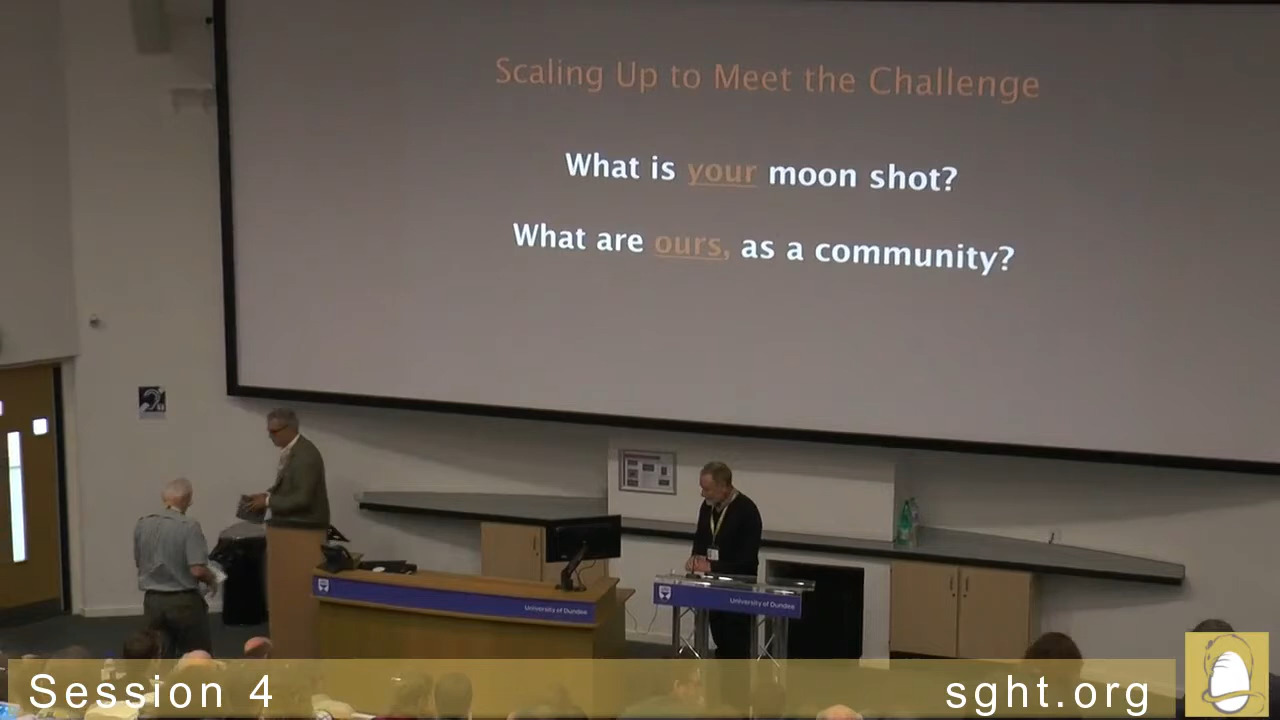 Scaling Up to Meet the Challenge
What is your moon shot?
What are ours, as a community?
University of Dundee
University of Dundee
Session 4
sght.org